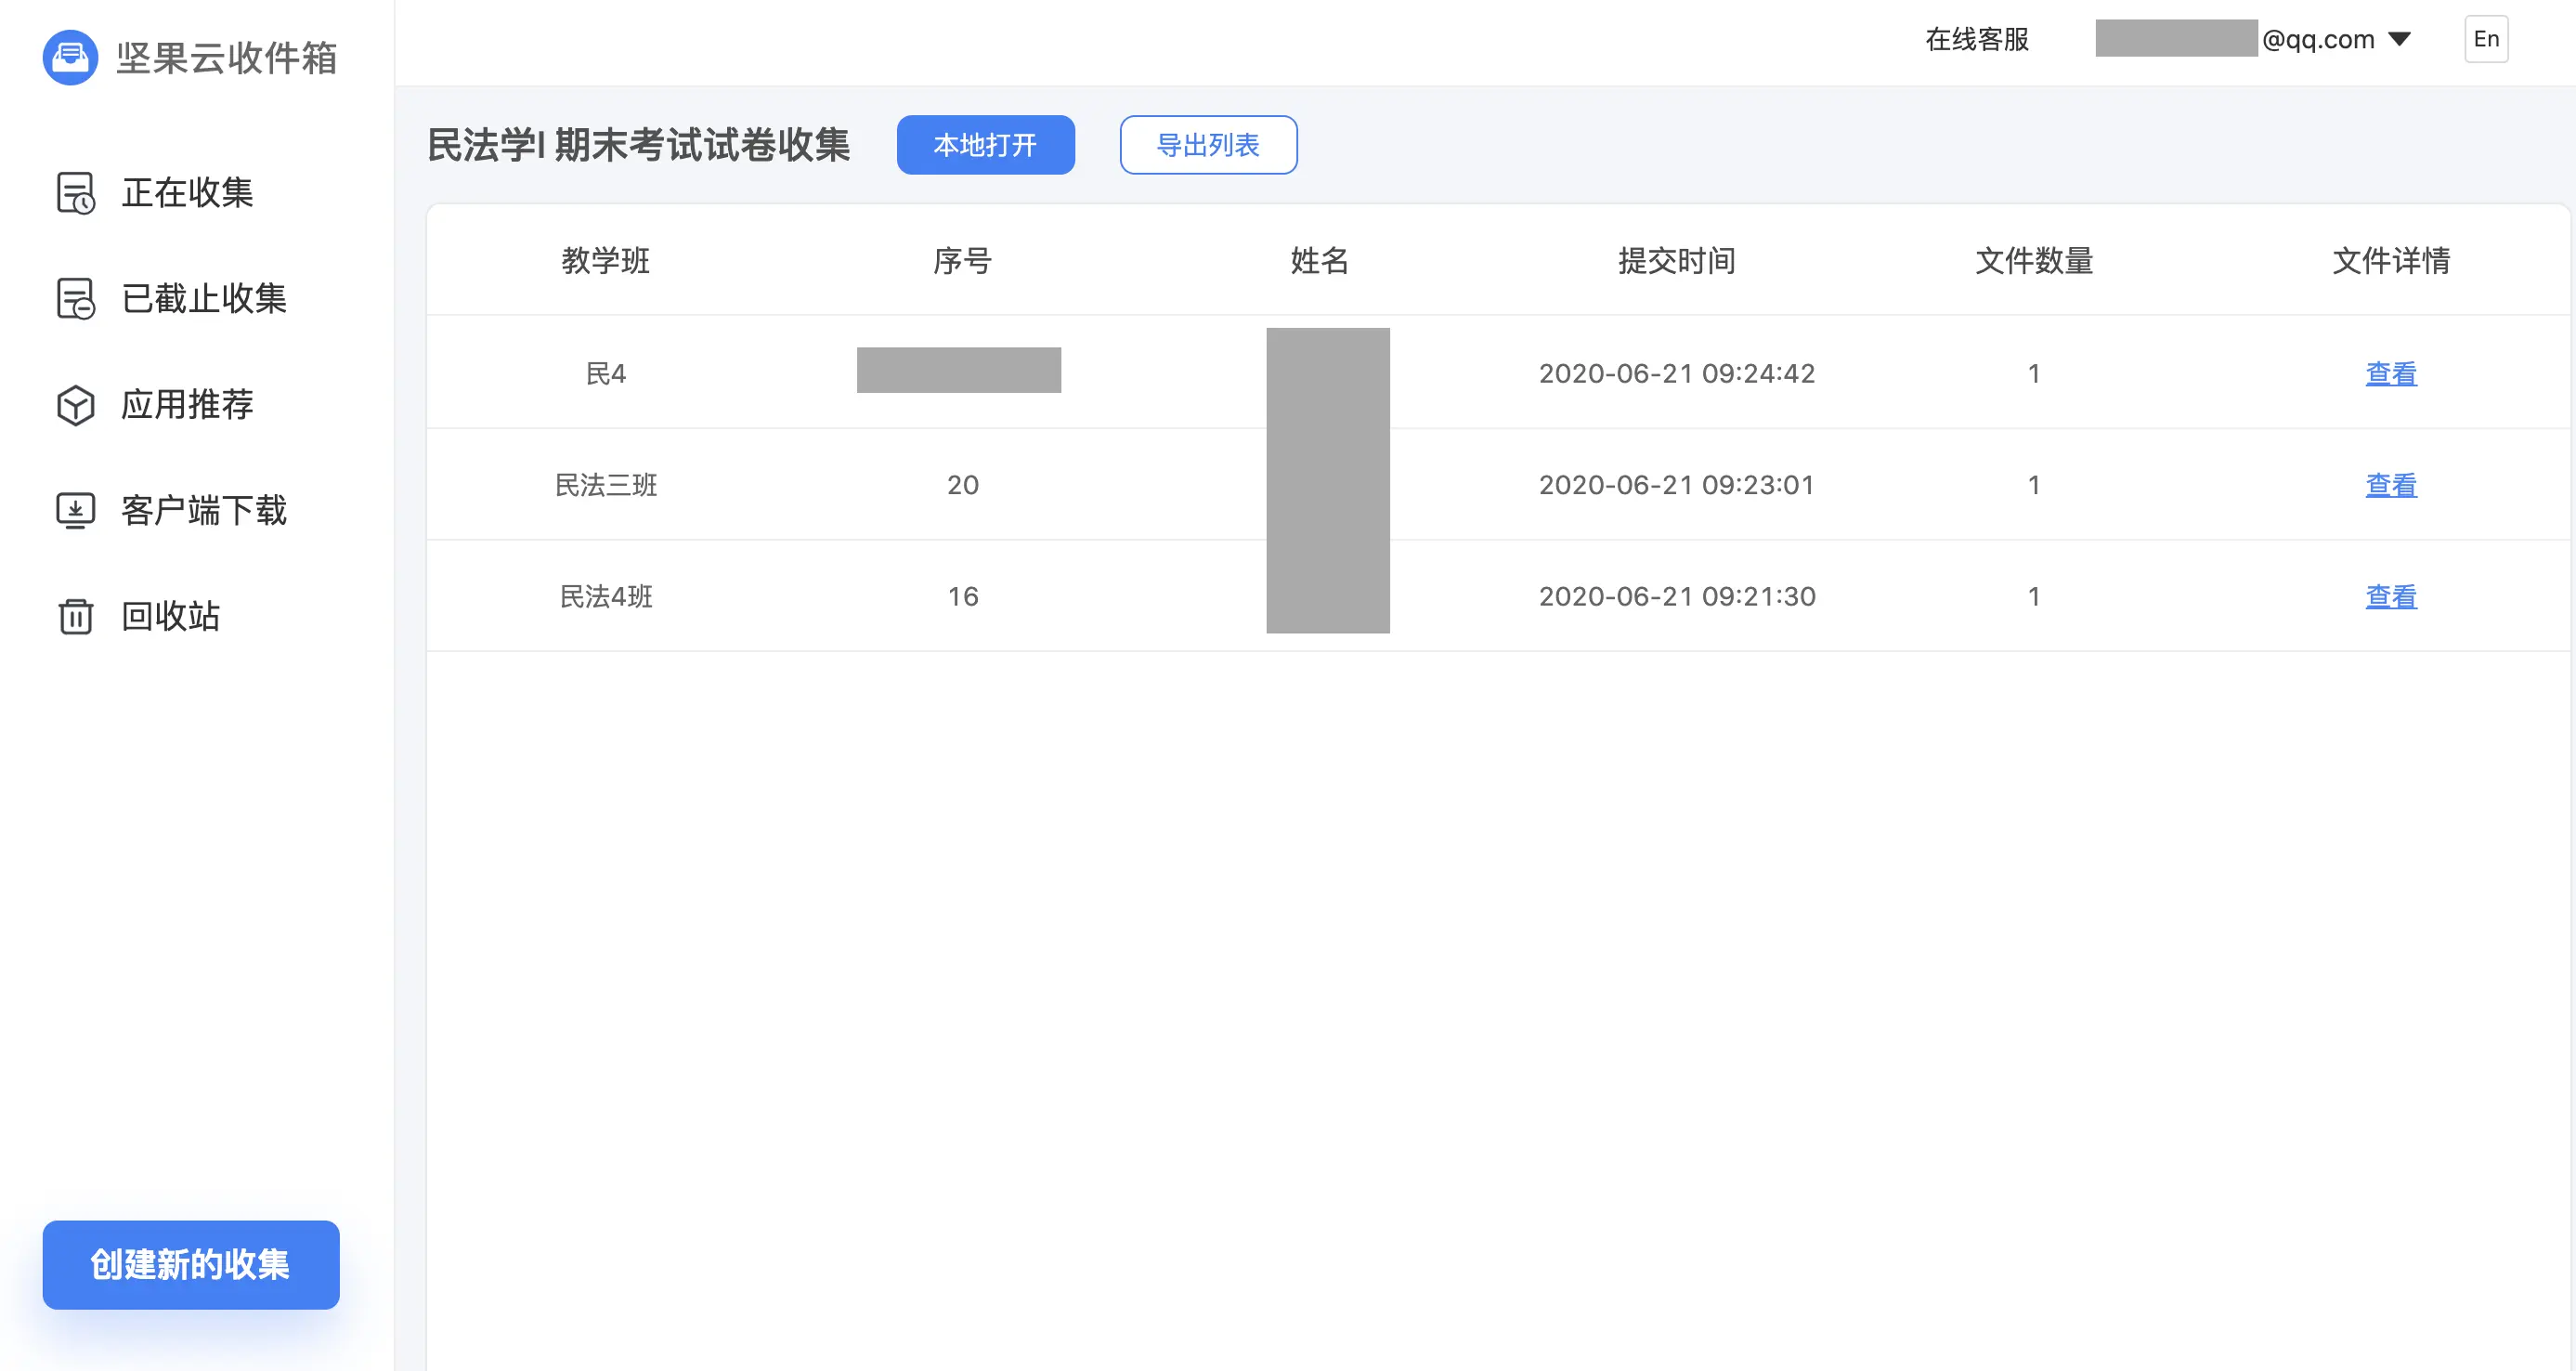 坚果云收件箱
在线客服 @qq.com En
正在收集
已截止收集
应用推荐
客户端下载
回收站
创建新的收集
民法学I 期末考试试卷收集 本地打开 导出列表
教学班 序号 姓名 提交时间 文件数量 文件详情
民4 2020-06-21 09:24:42 1 查看
民法三班 20 2020-06-21 09:23:01 1 查看
民法4班 16 2020-06-21 09:21:30 1 查看